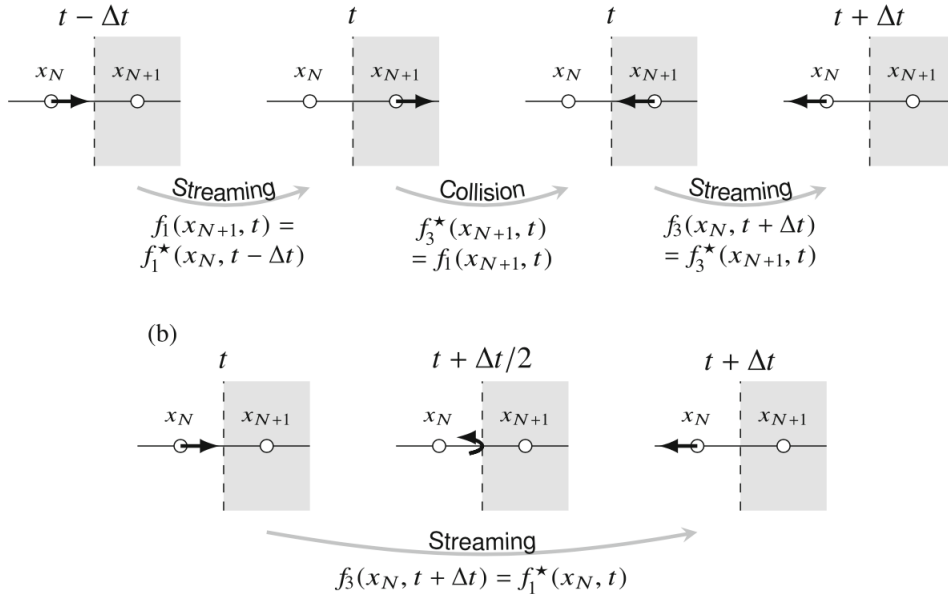 t − Δt
t
t
t + Δt
x_N x_{N+1}
x_N x_{N+1}
x_N x_{N+1}
x_N x_{N+1}
Streaming
Collision
Streaming
f_1(x_{N+1}, t) =
f_1^★(x_N, t − Δt)
f_3^★(x_{N+1}, t)
= f_1(x_{N+1}, t)
f_3(x_N, t + Δt)
= f_3^★(x_{N+1}, t)
(b)
t
t + Δt/2
t + Δt
x_N x_{N+1}
x_N x_{N+1}
x_N x_{N+1}
Streaming
f_3(x_N, t + Δt) = f_1^★(x_N, t)